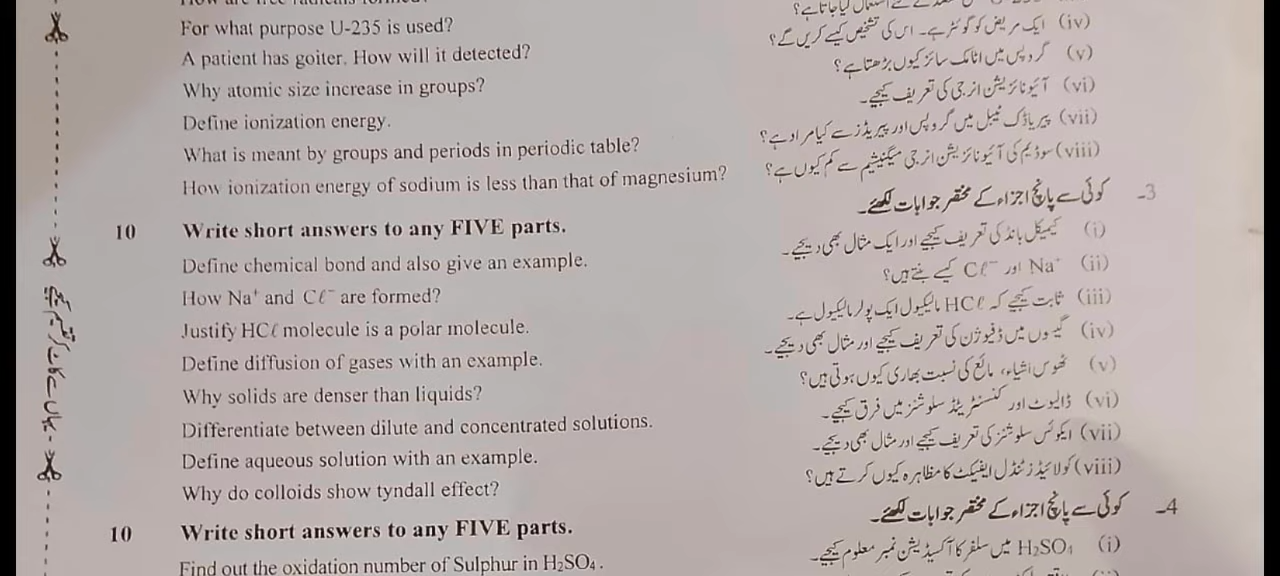 For what purpose U-235 is used?
A patient has goiter. How will it detected? (iv) ایک مریض کو گوئٹر ہے۔ اس کی تشخیص کیسے کریں گے؟
Why atomic size increase in groups? (v) گروپس میں اٹامک سائز کیوں بڑھتا ہے؟
Define ionization energy. (vi) آئیونائزیشن انرجی کی تعریف کیجیے۔
What is meant by groups and periods in periodic table? (vii) پیریاڈک ٹیبل میں گروپس اور پیریڈز سے کیا مراد ہے؟
How ionization energy of sodium is less than that of magnesium? (viii) سوڈیم کی آئیونائزیشن انرجی میگنیشیم سے کم کیوں ہے؟
10 Write short answers to any FIVE parts. 3۔ کوئی سے پانچ اجزاء کے مختصر جوابات لکھئے۔
Define chemical bond and also give an example. (i) کیمیکل بانڈ کی تعریف کیجیے اور ایک مثال بھی دیجیے۔
How Na⁺ and Cℓ⁻ are formed? (ii) Na⁺ اور Cℓ⁻ کیسے بنتے ہیں؟
Justify HCℓ molecule is a polar molecule. (iii) ثابت کیجیے کہ HCℓ مالیکیول ایک پولر مالیکیول ہے۔
Define diffusion of gases with an example. (iv) گیسوں میں ڈفیوژن کی تعریف کیجیے اور مثال بھی دیجیے۔
Why solids are denser than liquids? (v) ٹھوس اشیاء، مائع کی نسبت بھاری کیوں ہوتی ہیں؟
Differentiate between dilute and concentrated solutions. (vi) ڈائلیوٹ اور کنسنٹریٹڈ سلوشنز میں فرق کیجیے۔
Define aqueous solution with an example. (vii) ایکوئس سلوشنز کی تعریف کیجیے اور مثال بھی دیجیے۔
Why do colloids show tyndall effect? (viii) کولائیڈز ٹنڈل ایفیکٹ کا مظاہرہ کیوں کرتے ہیں؟
10 Write short answers to any FIVE parts. 4۔ کوئی سے پانچ اجزاء کے مختصر جوابات لکھئے۔
Find out the oxidation number of Sulphur in H₂SO₄. (i) H₂SO₄ میں سلفر کا آکسیڈیشن نمبر معلوم کیجیے۔